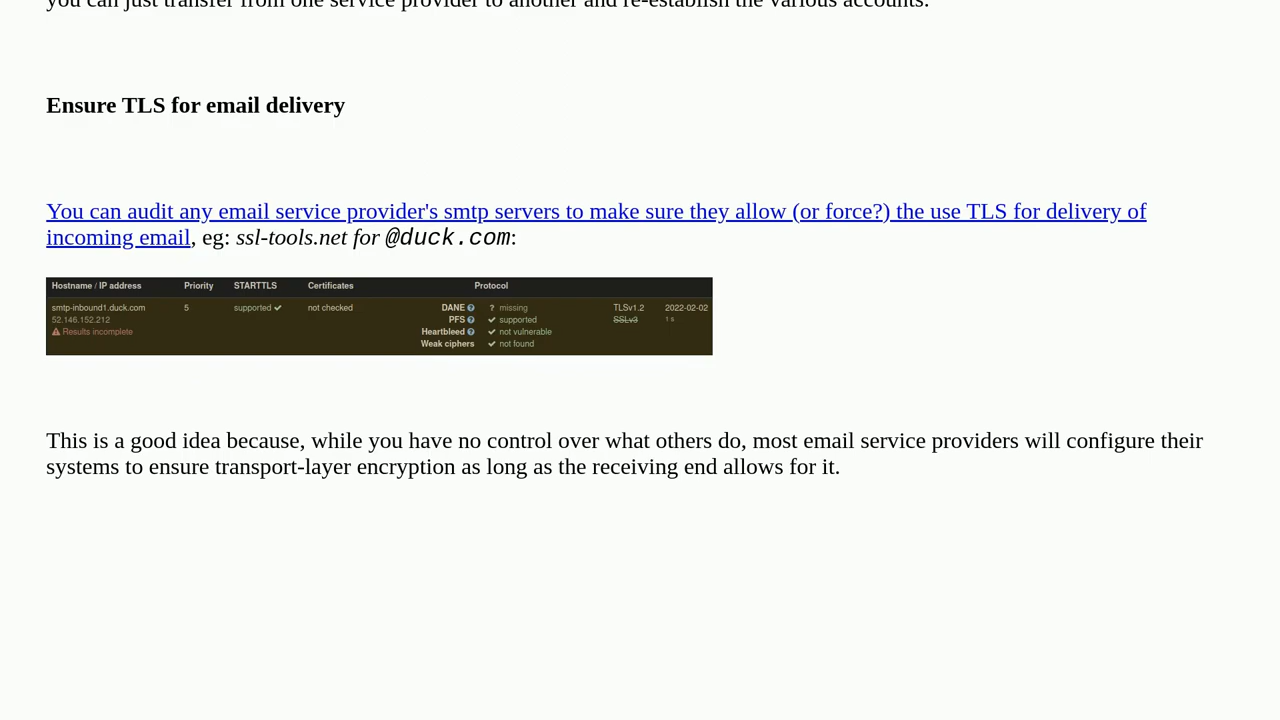 you can just transfer from one service provider to another and re-establish the various accounts.
Ensure TLS for email delivery
You can audit any email service provider's smtp servers to make sure they allow (or force?) the use TLS for delivery of
incoming email, eg: ssl-tools.net for @duck.com:
Hostname / IP address Priority STARTTLS Certificates Protocol
smtp-inbound1.duck.com 5 supported ✔ not checked DANE ? ? missing TLSv1.2 2022-02-02
52.146.152.212 PFS ? ✔ supported SSLv3 1 s
Results incomplete Heartbleed ? ✔ not vulnerable
Weak ciphers ✔ not found
This is a good idea because, while you have no control over what others do, most email service providers will configure their
systems to ensure transport-layer encryption as long as the receiving end allows for it.